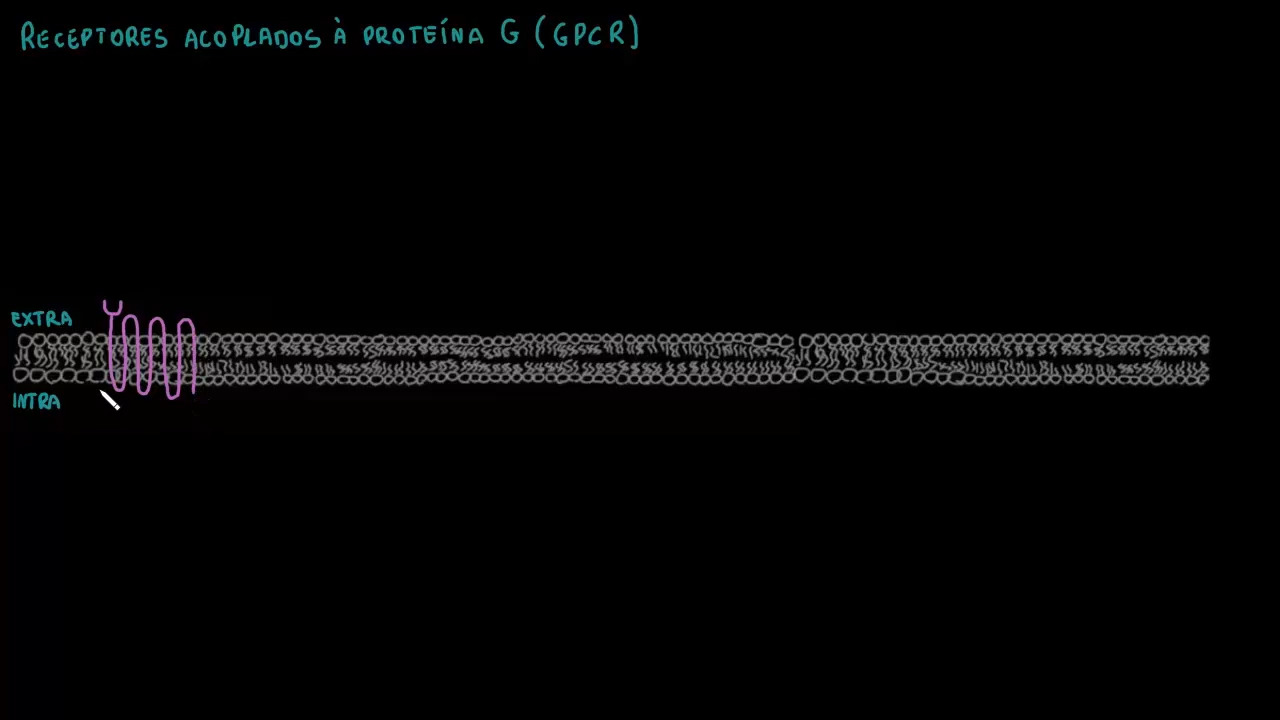 RECEPTORES ACOPLADOS À PROTEÍNA G (GPCR)
EXTRA
INTRA